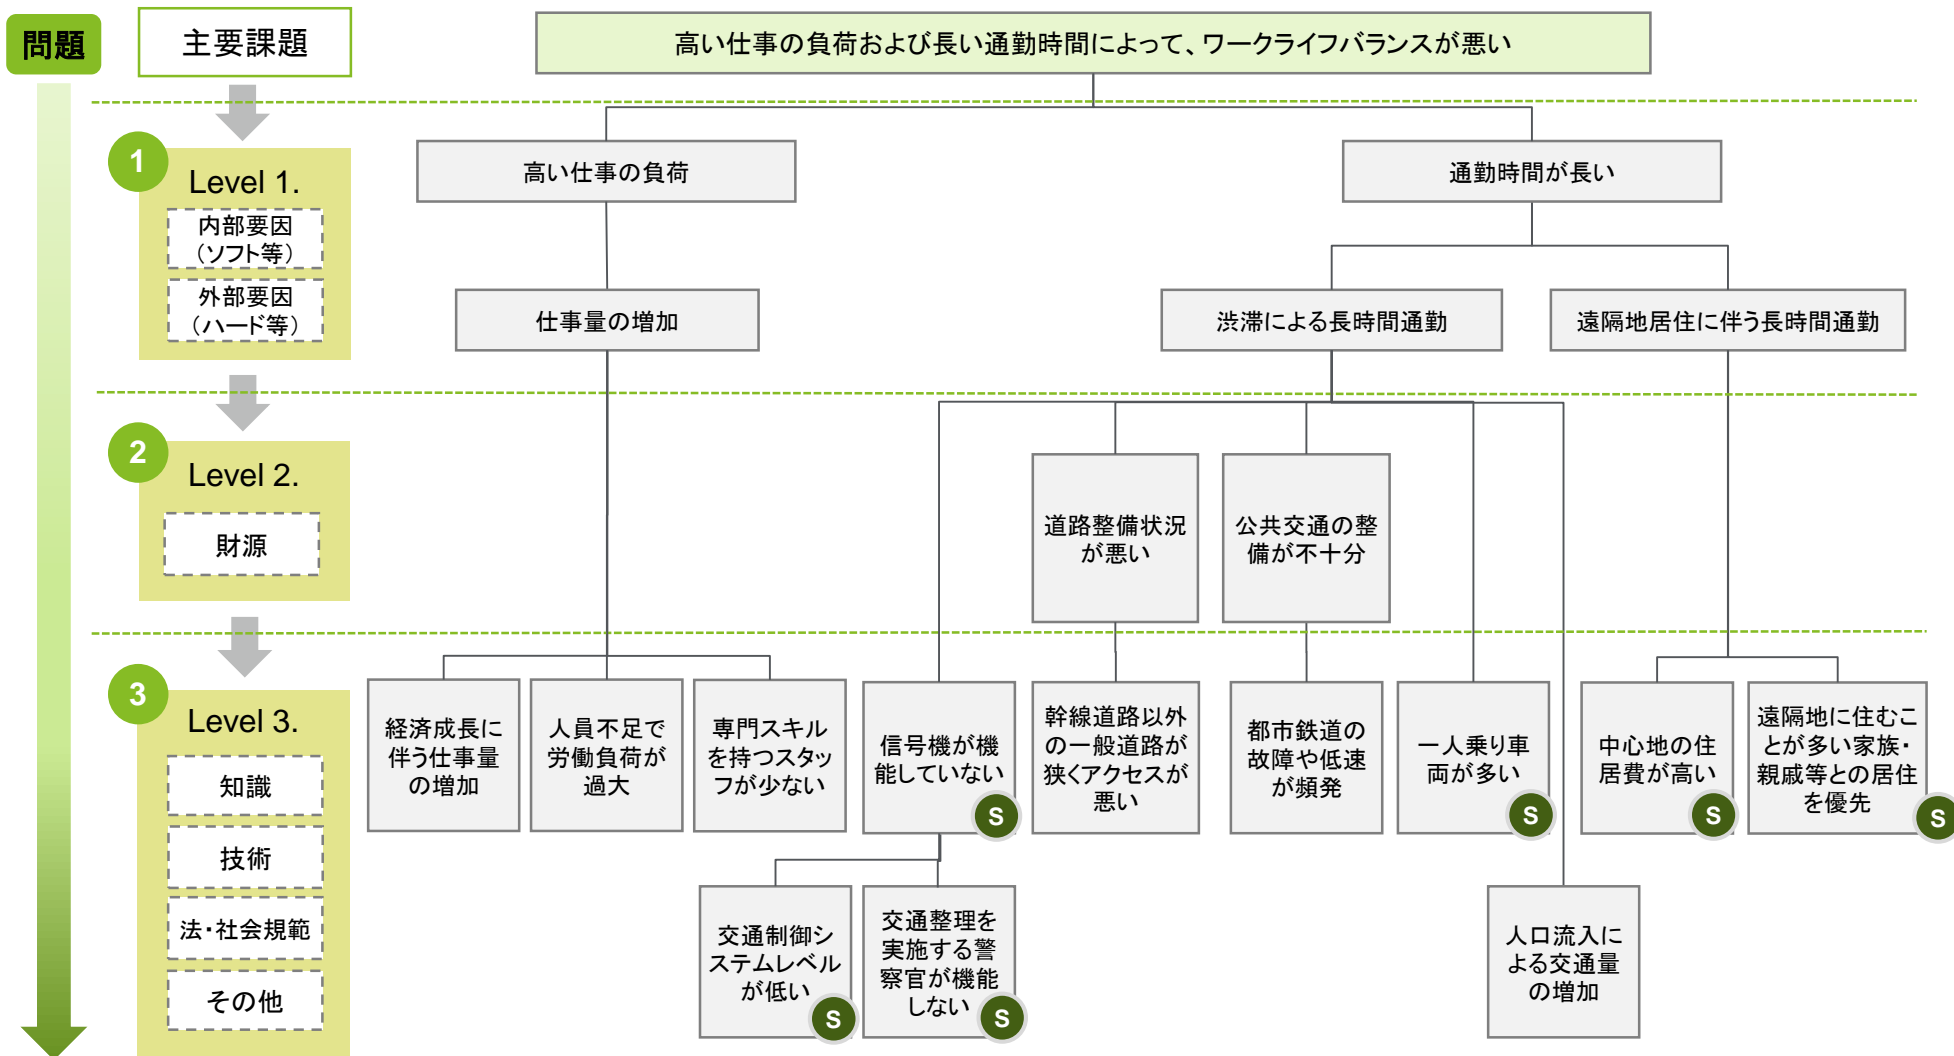 問題
主要課題
高い仕事の負荷および長い通勤時間によって、ワークライフバランスが悪い
1
Level 1.
内部要因
（ソフト等）
外部要因
（ハード等）
高い仕事の負荷
通勤時間が長い
仕事量の増加
渋滞による長時間通勤
遠隔地居住に伴う長時間通勤
2
Level 2.
財源
道路整備状況
が悪い
公共交通の整
備が不十分
3
Level 3.
知識
技術
法・社会規範
その他
経済成長に
伴う仕事量
の増加
人員不足で
労働負荷が
過大
専門スキル
を持つスタッ
フが少ない
信号機が機
能していない
S
幹線道路以外
の一般道路が
狭くアクセスが
悪い
都市鉄道の
故障や低速
が頻発
一人乗り車
両が多い
S
中心地の住
居費が高い
S
遠隔地に住むこ
とが多い家族・
親戚等との居住
を優先
S
交通制御シ
ステムレベル
が低い
S
交通整理を
実施する警
察官が機能
しない
S
人口流入に
よる交通量
の増加